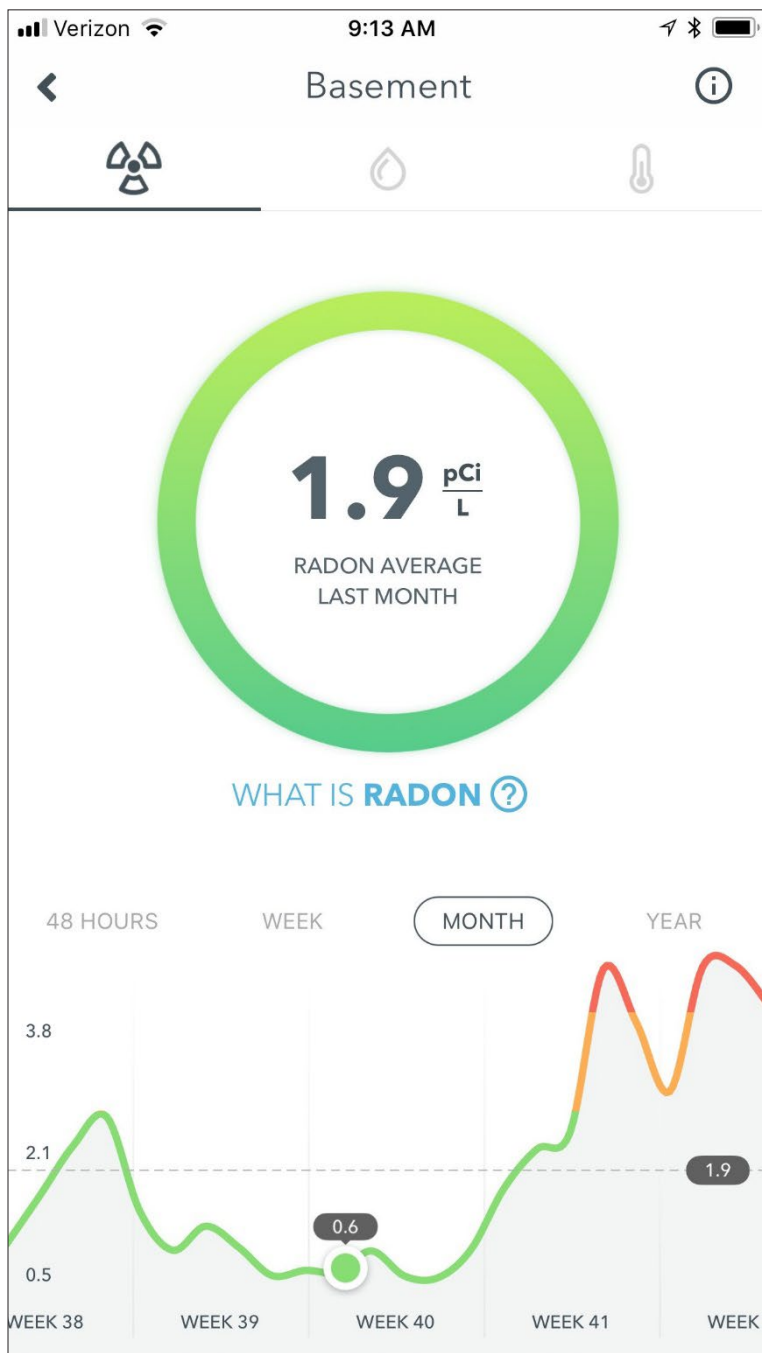 Verizon 9:13 AM
Basement
1.9 pCi/L
RADON AVERAGE
LAST MONTH
WHAT IS RADON ?
48 HOURS WEEK MONTH YEAR
3.8
2.1
1.9
0.6
0.5
WEEK 38 WEEK 39 WEEK 40 WEEK 41 WEEK